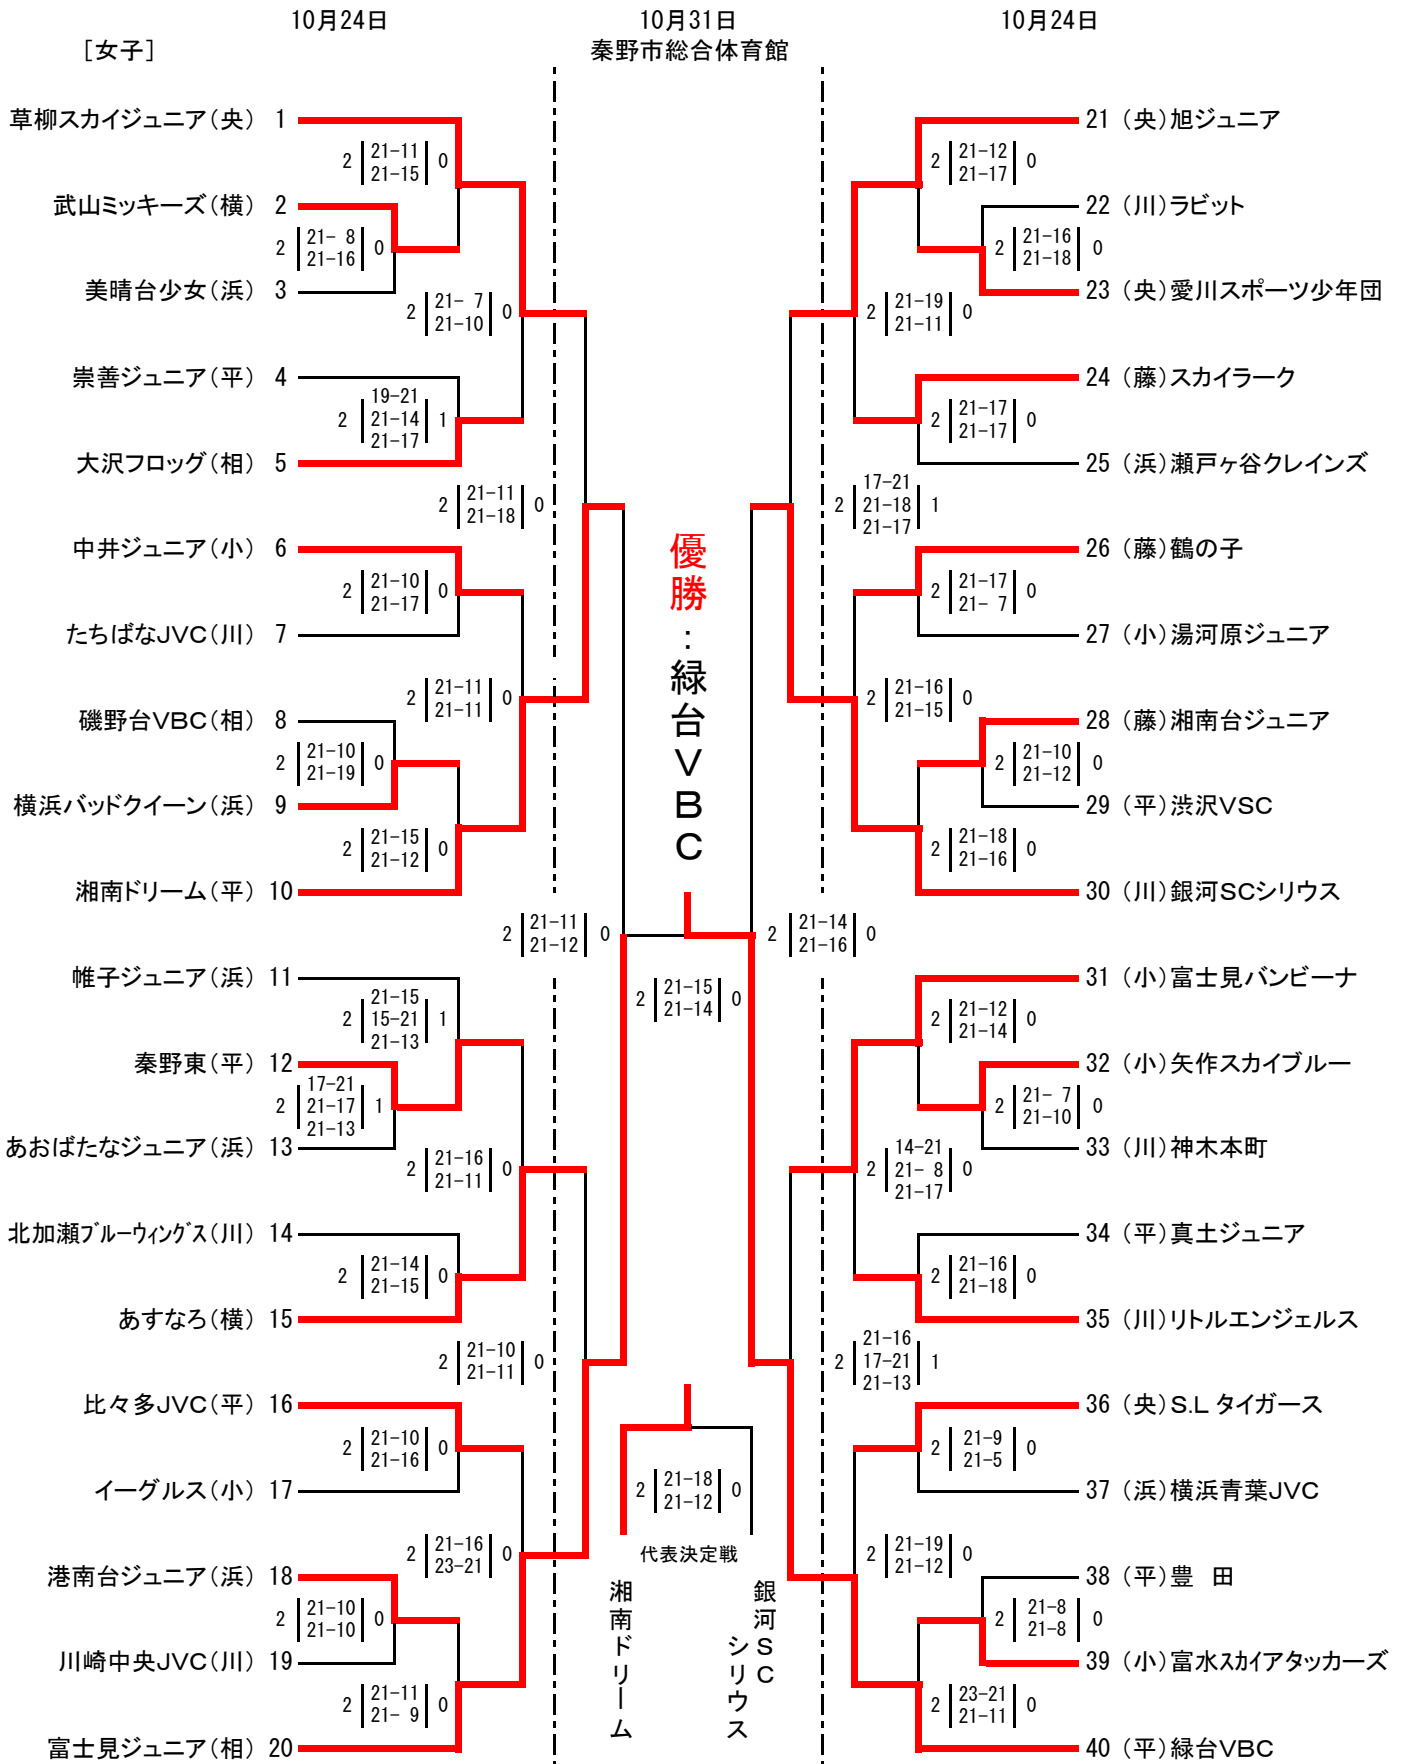 10月24日
10月31日
10月24日
［女子］
秦野市総合体育館
草柳スカイジュニア（央） 1
2 21-11 0
21-15
武山ミッキーズ（横） 2
2 21- 8 0
21-16
美晴台少女（浜） 3
2 21- 7 0
21-10
崇善ジュニア（平） 4
19-21
2 21-14 1
21-17
大沢フロッグ（相） 5
2 21-11 0
21-18
中井ジュニア（小） 6
2 21-10 0
21-17
たちばなJVC（川） 7
2 21-11 0
21-11
磯野台VBC（相） 8
2 21-10 0
21-19
横浜バッドクイーン（浜） 9
2 21-15 0
21-12
湘南ドリーム（平） 10
2 21-11 0
21-12
帷子ジュニア（浜） 11
21-15
2 15-21 1
21-13
秦野東（平） 12
17-21
2 21-17 1
21-13
あおばたなジュニア（浜） 13
2 21-16 0
21-11
北加瀬ブルーウィングス（川） 14
2 21-14 0
21-15
あすなろ（横） 15
2 21-10 0
21-11
比々多JVC（平） 16
2 21-10 0
21-16
イーグルス（小） 17
2 21-16 0
23-21
港南台ジュニア（浜） 18
2 21-10 0
21-10
川崎中央JVC（川） 19
2 21-11 0
21- 9
富士見ジュニア（相） 20
優勝：緑台VBC
2 21-15 0
21-14
2 21-18 0
21-12
代表決定戦
湘南ドリーム
銀河SC
シリウス
21 （央）旭ジュニア
2 21-12 0
21-17
22 （川）ラビット
2 21-16 0
21-18
23 （央）愛川スポーツ少年団
2 21-19 0
21-11
24 （藤）スカイラーク
2 21-17 0
21-17
25 （浜）瀬戸ヶ谷クレインズ
17-21
2 21-18 1
21-17
26 （藤）鶴の子
2 21-17 0
21- 7
27 （小）湯河原ジュニア
2 21-16 0
21-15
28 （藤）湘南台ジュニア
2 21-10 0
21-12
29 （平）渋沢VSC
2 21-18 0
21-16
30 （川）銀河SCシリウス
2 21-14 0
21-16
31 （小）富士見バンビーナ
2 21-12 0
21-14
32 （小）矢作スカイブルー
2 21- 7 0
21-10
33 （川）神木本町
14-21
2 21- 8 0
21-17
34 （平）真土ジュニア
2 21-16 0
21-18
35 （川）リトルエンジェルス
21-16
2 17-21 1
21-13
36 （央）S.L タイガース
2 21-9 0
21-5
37 （浜）横浜青葉JVC
2 21-19 0
21-12
38 （平）豊　田
2 21-8 0
21-8
39 （小）富水スカイアタッカーズ
2 23-21 0
21-11
40 （平）緑台VBC